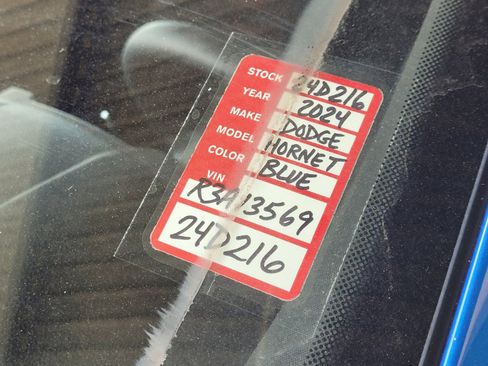 STOCK 24D216
YEAR 2024
MAKE DODGE
MODEL HORNET
COLOR BLUE
VIN
R3A13569
24D216